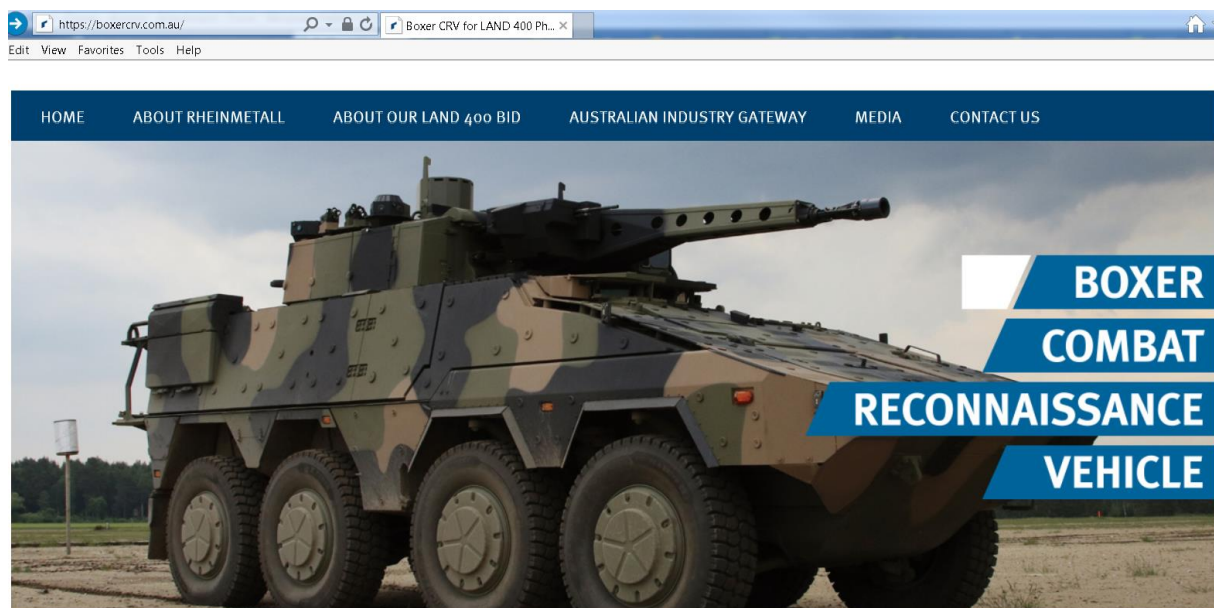 https://boxercrv.com.au/
Boxer CRV for LAND 400 Ph...
Edit View Favorites Tools Help
HOME ABOUT RHEINMETALL ABOUT OUR LAND 400 BID AUSTRALIAN INDUSTRY GATEWAY MEDIA CONTACT US
BOXER
COMBAT
RECONNAISSANCE
VEHICLE